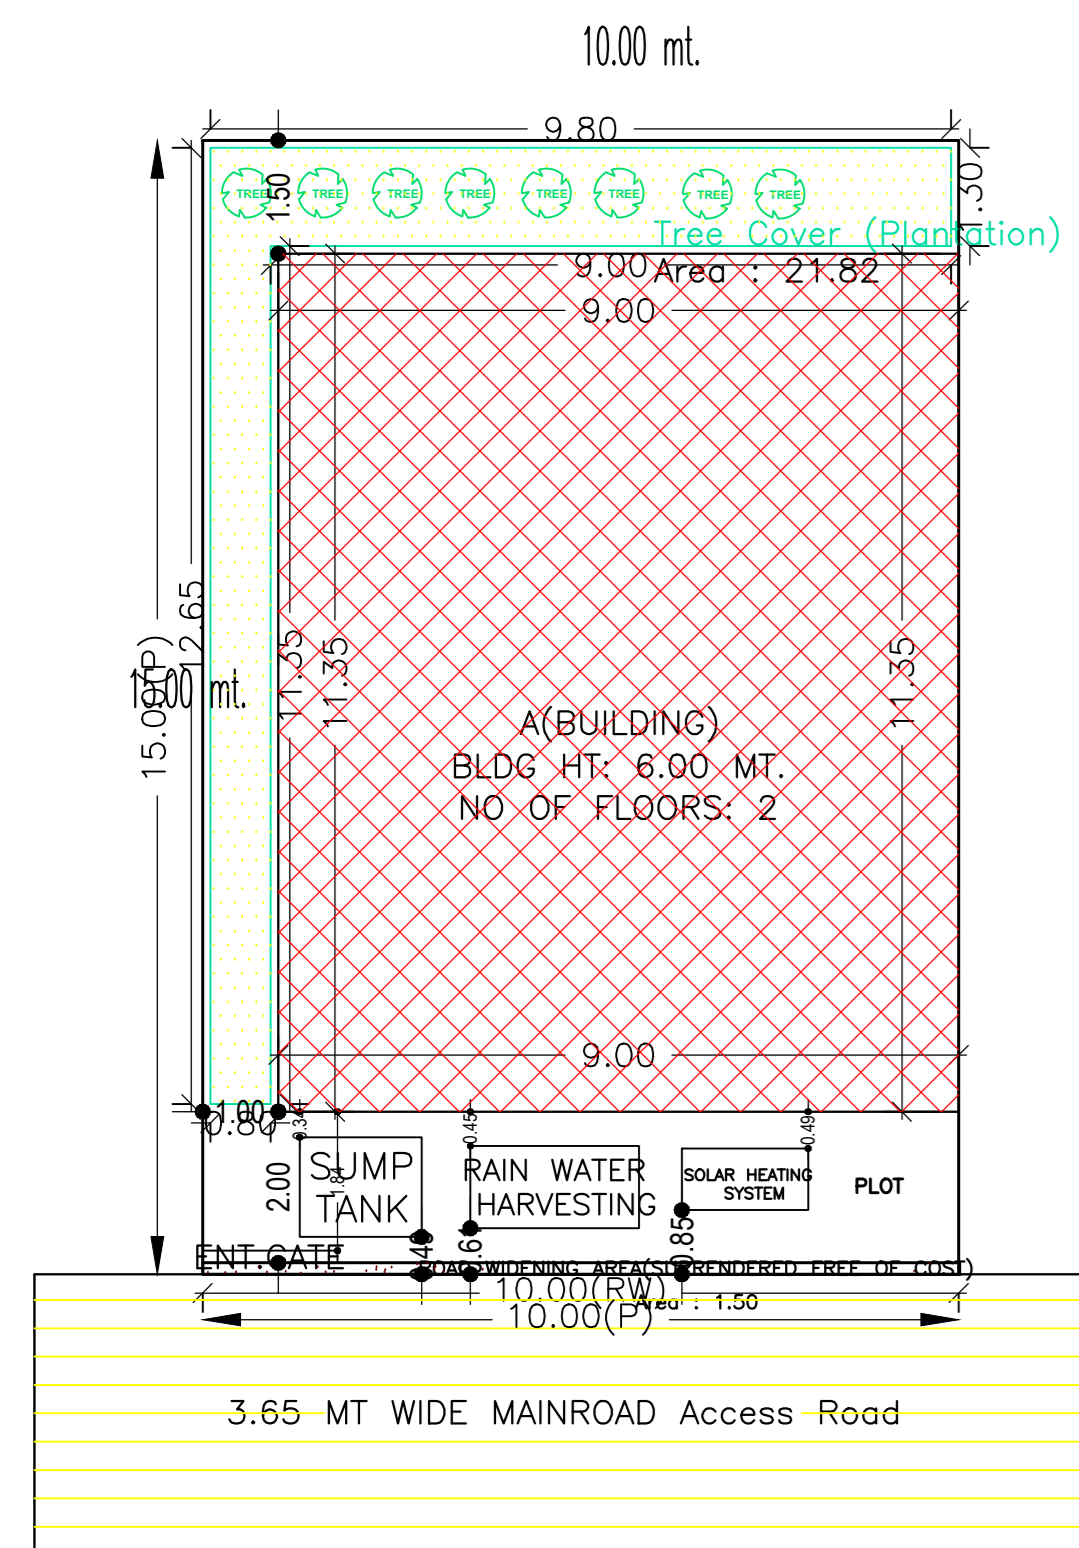 10.00 mt.
9.80
TREE TREE TREE TREE TREE TREE TREE TREE
1.50
1.30
Tree Cover (Plantation)
9.00
Area : 21.82
9.00
12.65
15.00(P)
15.00 mt.
11.35
11.35
11.35
A(BUILDING)
BLDG HT: 6.00 MT.
NO OF FLOORS: 2
9.00
1.00
0.80
0.34
0.45
0.49
2.00
1.84
SUMP
TANK
RAIN WATER
HARVESTING
SOLAR HEATING
SYSTEM
PLOT
0.85
ENT.GATE
ROAD WIDENING AREA(SURRENDERED FREE OF COST)
10.00(RW)
Area : 1.50
10.00(P)
3.65 MT WIDE MAINROAD Access Road